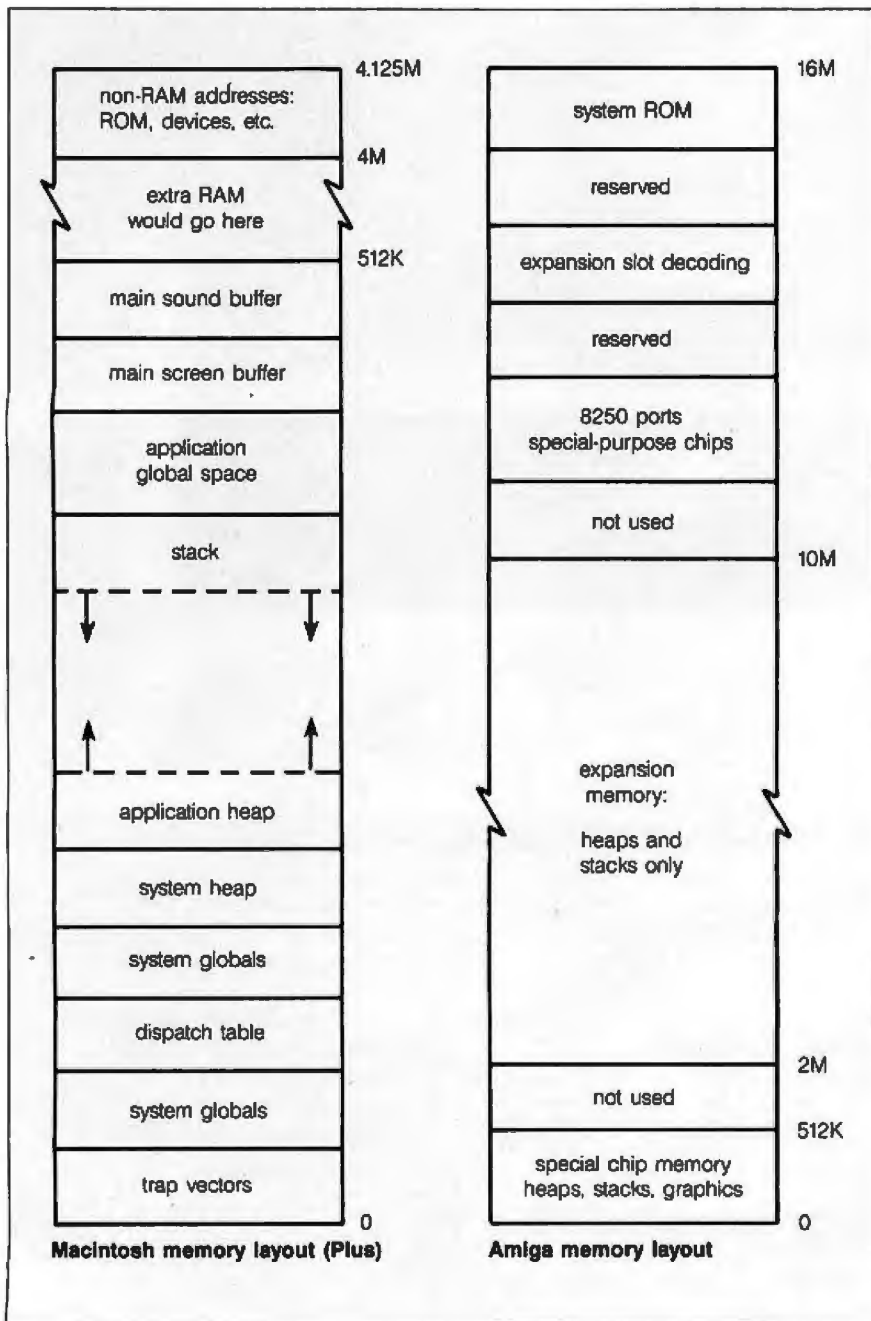 4.125M
non-RAM addresses:
ROM, devices, etc.
4M
extra RAM
would go here
512K
main sound buffer
main screen buffer
application
global space
stack
application heap
system heap
system globals
dispatch table
system globals
trap vectors
0
Macintosh memory layout (Plus)
16M
system ROM
reserved
expansion slot decoding
reserved
8250 ports
special-purpose chips
not used
10M
expansion
memory:
heaps and
stacks only
2M
not used
512K
special chip memory
heaps, stacks, graphics
0
Amiga memory layout